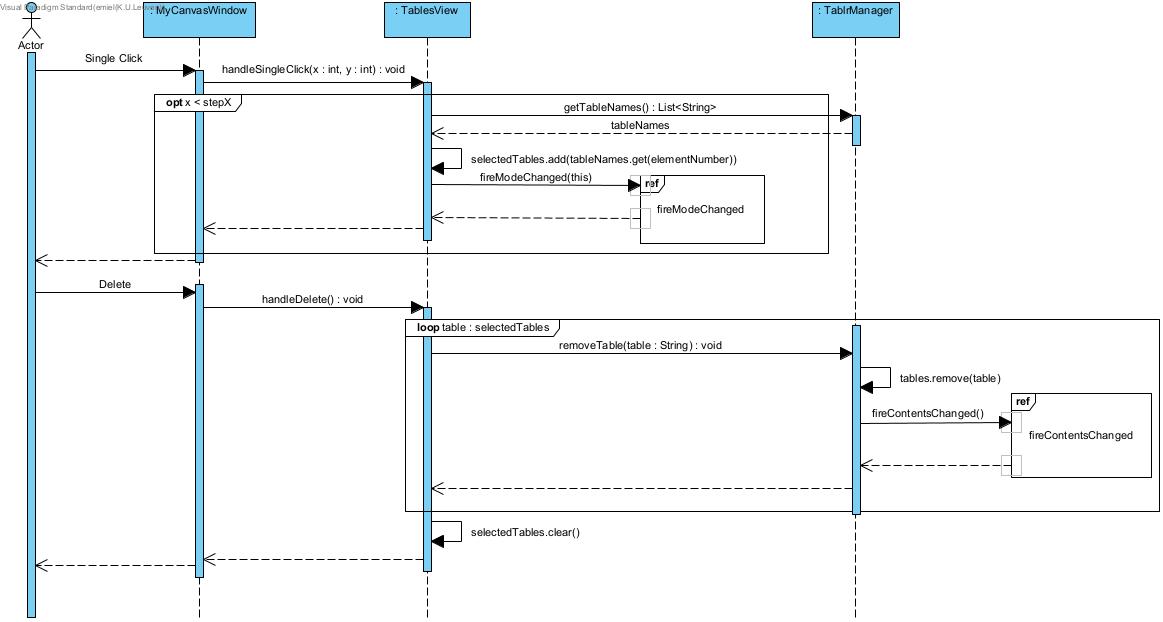 Visual Paradigm Standard(emiel(K.U.Leuven
: MyCanvasWindow
: TablesView
: TablrManager
Actor
Single Click
handleSingleClick(x : int, y : int) : void
opt x < stepX
getTableNames() : List<String>
tableNames
selectedTables.add(tableNames.get(elementNumber))
fireModeChanged(this)
ref
fireModeChanged
Delete
handleDelete() : void
loop table : selectedTables
removeTable(table : String) : void
tables.remove(table)
ref
fireContentsChanged()
fireContentsChanged
selectedTables.clear()